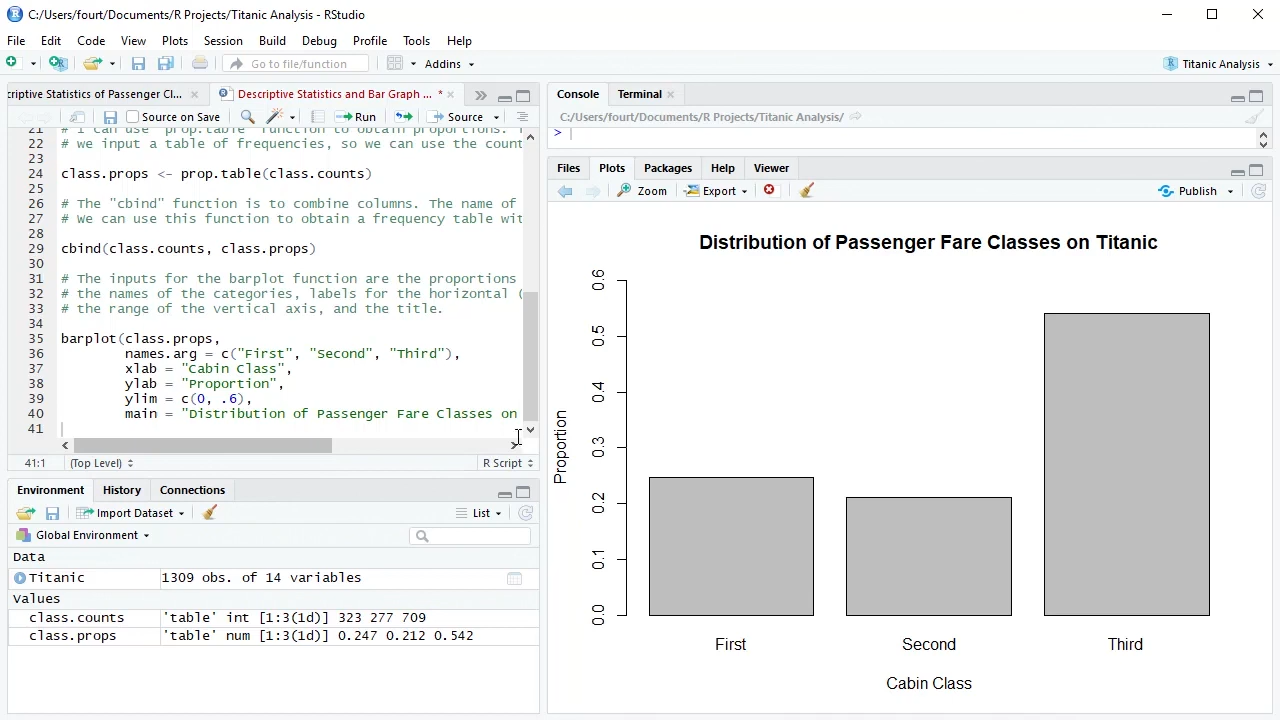 C:/Users/fourt/Documents/R Projects/Titanic Analysis - RStudio
File Edit Code View Plots Session Build Debug Profile Tools Help
Go to file/function Addins Titanic Analysis
criptive Statistics of Passenger Cl... Descriptive Statistics and Bar Graph ... *
Source on Save Run Source
21 # I can use "prop.table" function to obtain proportions.
22 # we input a table of frequencies, so we can use the count
23
24 class.props <- prop.table(class.counts)
25
26 # The "cbind" function is to combine columns. The name of
27 # We can use this function to obtain a frequency table wit
28
29 cbind(class.counts, class.props)
30
31 # The inputs for the barplot function are the proportions
32 # the names of the categories, labels for the horizontal (
33 # the range of the vertical axis, and the title.
34
35 barplot(class.props,
36 names.arg = c("First", "Second", "Third"),
37 xlab = "Cabin Class",
38 ylab = "Proportion",
39 ylim = c(0, .6),
40 main = "Distribution of Passenger Fare Classes on
41
41:1 (Top Level) R Script
Environment History Connections
Import Dataset List
Global Environment
Data
Titanic 1309 obs. of 14 variables
Values
class.counts 'table' int [1:3(1d)] 323 277 709
class.props 'table' num [1:3(1d)] 0.247 0.212 0.542
Console Terminal
C:/Users/fourt/Documents/R Projects/Titanic Analysis/
>
Files Plots Packages Help Viewer
Zoom Export Publish
Distribution of Passenger Fare Classes on Titanic
0.6
0.5
0.4
0.3
0.2
0.1
0.0
Proportion
First Second Third
Cabin Class